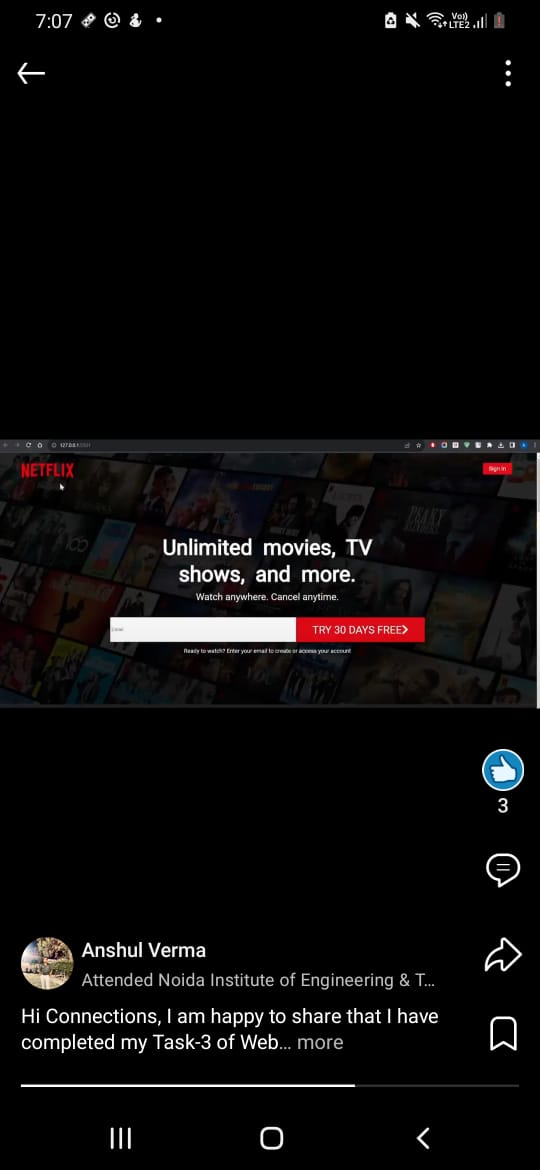 7:07
Vo))
LTE2
127.0.0.1:5501
NETFLIX
Sign In
PEAKY
Unlimited movies, TV
shows, and more.
Watch anywhere. Cancel anytime.
Email
TRY 30 DAYS FREE
Ready to watch? Enter your email to create or access your account
3
Anshul Verma
Attended Noida Institute of Engineering & T...
Hi Connections, I am happy to share that I have
completed my Task-3 of Web... more